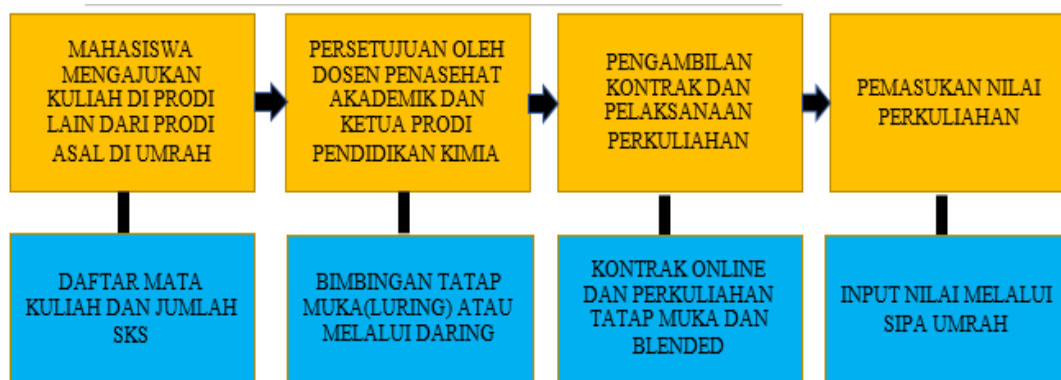 MAHASISWA
MENGAJUKAN
KULIAH DI PRODI
LAIN DARI PRODI
ASAL DI UMRAH
PERSETUJUAN OLEH
DOSEN PENASEHAT
AKADEMIK DAN
KETUA PRODI
PENDIDIKAN KIMIA
PENGAMBILAN
KONTRAK DAN
PELAKSANAAN
PERKULIAHAN
PEMASUKAN NILAI
PERKULIAHAN
DAFTAR MATA
KULIAH DAN JUMLAH
SKS
BIMBINGAN TATAP
MUKA(LURING) ATAU
MELALUI DARING
KONTRAK ONLINE
DAN PERKULIAHAN
TATAP MUKA DAN
BLENDED
INPUT NILAI MELALUI
SIPA UMRAH